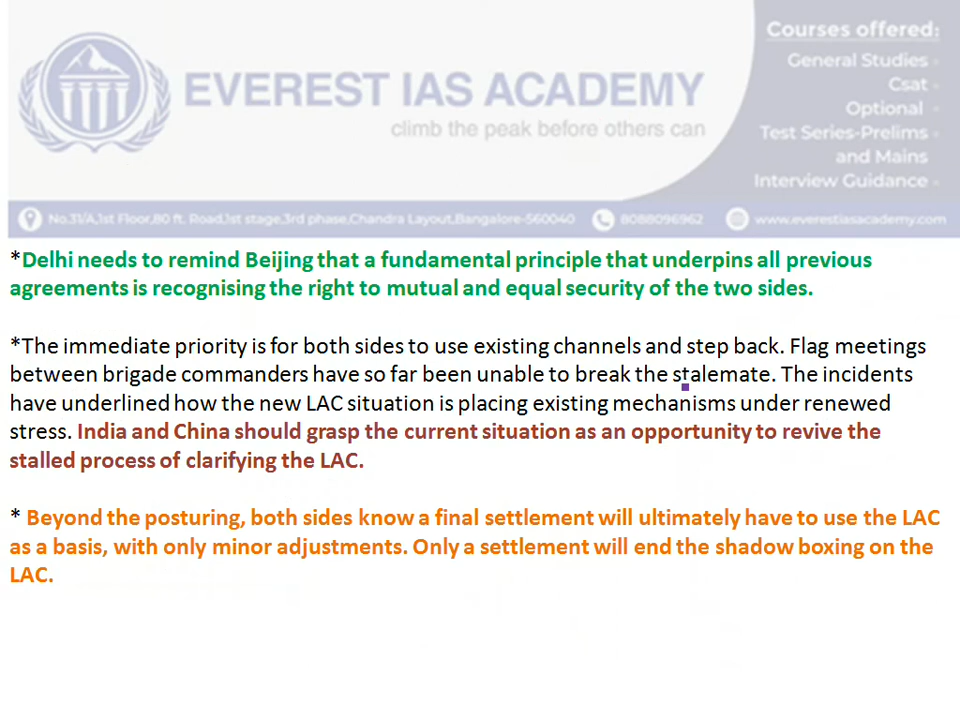 EVEREST IAS ACADEMY
climb the peak before others can
Courses offered:
General Studies
Csat
Optional
Test Series-Prelims
and Mains
Interview Guidance
No.31/A,1st Floor,80 ft. Road,1st stage,3rd phase,Chandra Layout,Bangalore-560040 8088096962 www.everestiasacademy.com
*Delhi needs to remind Beijing that a fundamental principle that underpins all previous
agreements is recognising the right to mutual and equal security of the two sides.
*The immediate priority is for both sides to use existing channels and step back. Flag meetings
between brigade commanders have so far been unable to break the stalemate. The incidents
have underlined how the new LAC situation is placing existing mechanisms under renewed
stress. India and China should grasp the current situation as an opportunity to revive the
stalled process of clarifying the LAC.
* Beyond the posturing, both sides know a final settlement will ultimately have to use the LAC
as a basis, with only minor adjustments. Only a settlement will end the shadow boxing on the
LAC.